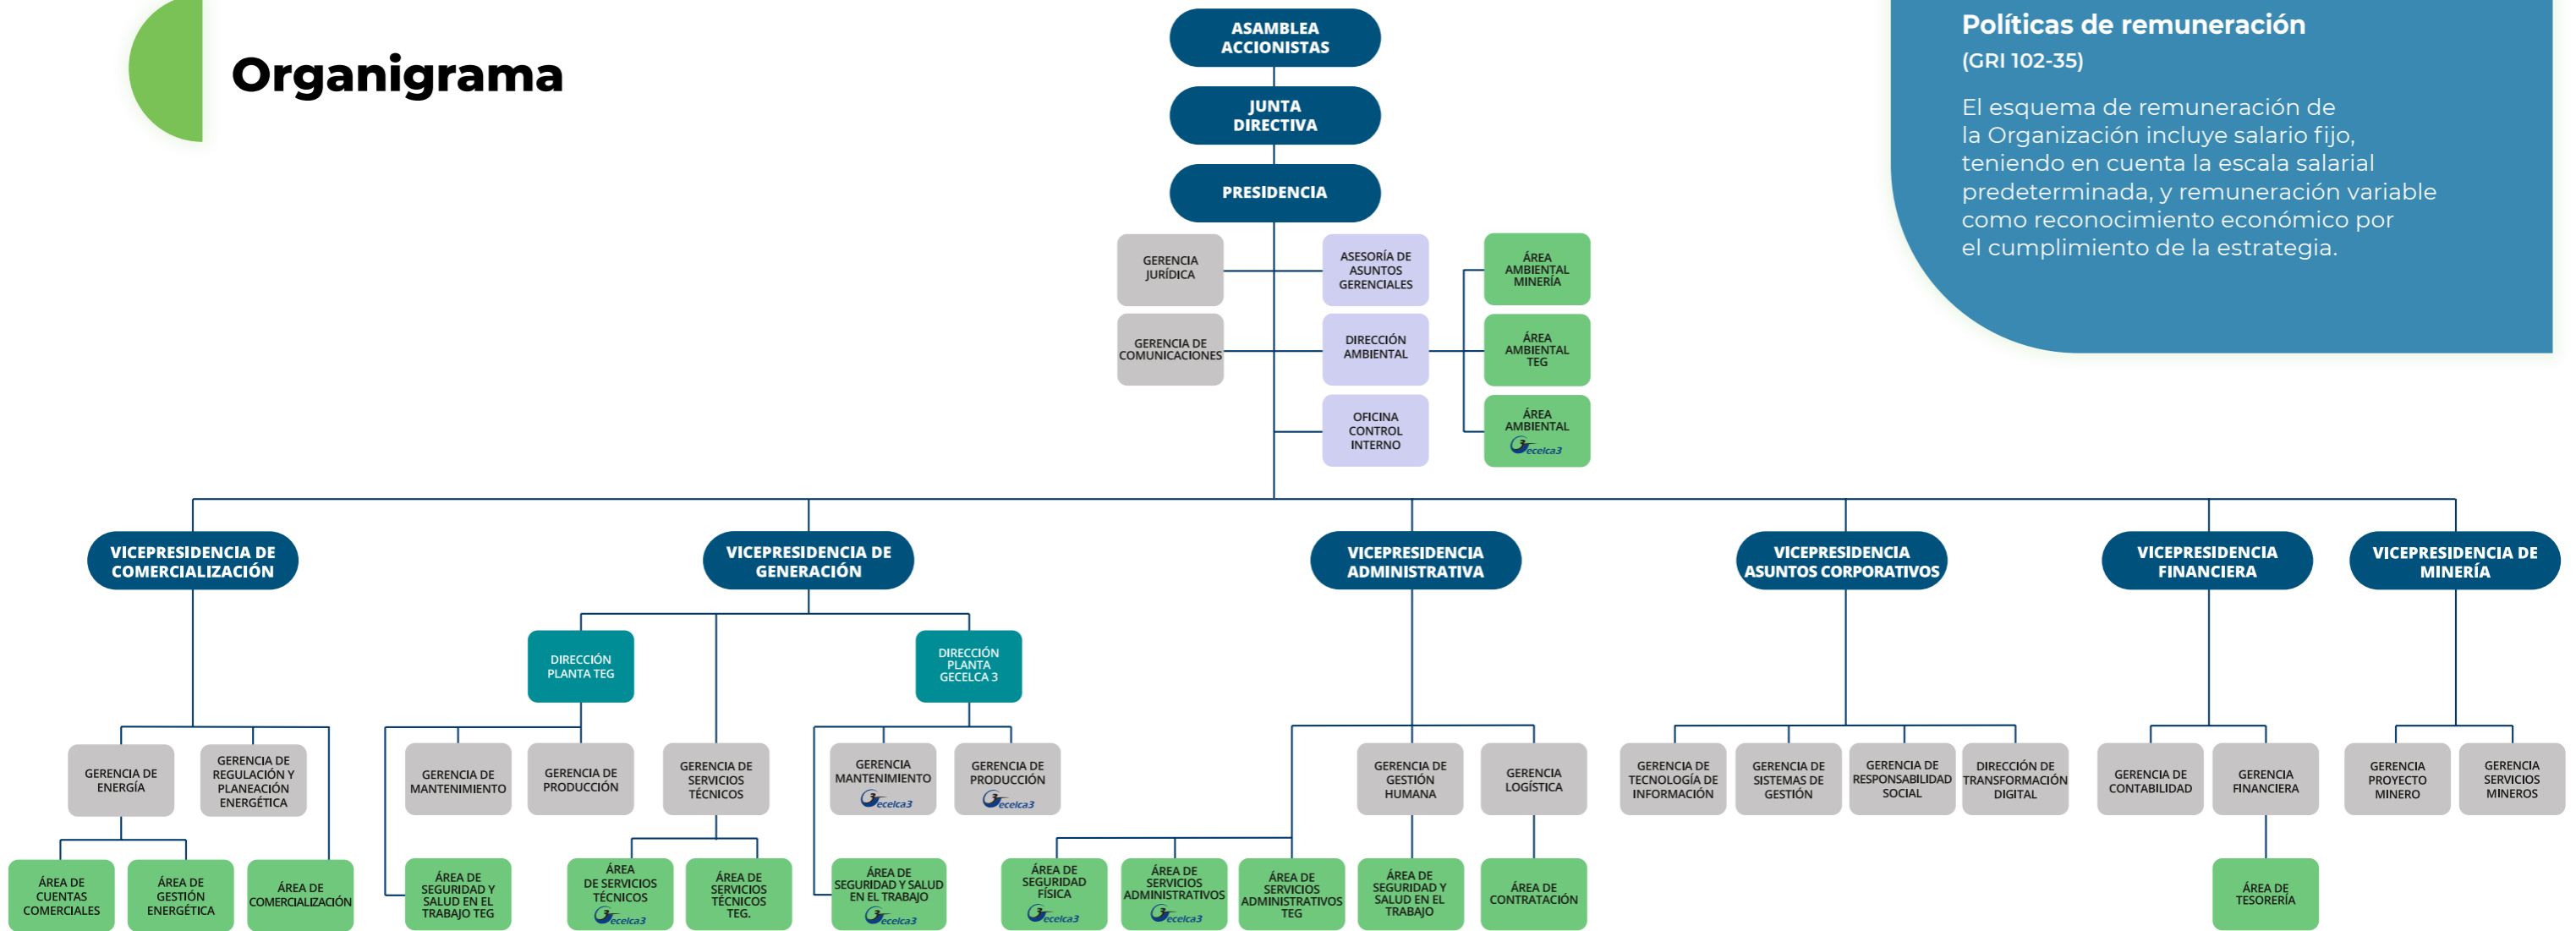 Organigrama
ASAMBLEA
ACCIONISTAS
JUNTA
DIRECTIVA
PRESIDENCIA
Políticas de remuneración
(GRI 102-35)
El esquema de remuneración de
la Organización incluye salario fijo,
teniendo en cuenta la escala salarial
predeterminada, y remuneración variable
como reconocimiento económico por
el cumplimiento de la estrategia.
GERENCIA
JURÍDICA
ASESORÍA DE
ASUNTOS
GERENCIALES
ÁREA
AMBIENTAL
MINERÍA
GERENCIA DE
COMUNICACIONES
DIRECCIÓN
AMBIENTAL
ÁREA
AMBIENTAL
TEG
OFICINA
CONTROL
INTERNO
ÁREA
AMBIENTAL
Gecelca3
VICEPRESIDENCIA DE
COMERCIALIZACIÓN
VICEPRESIDENCIA DE
GENERACIÓN
VICEPRESIDENCIA
ADMINISTRATIVA
VICEPRESIDENCIA
ASUNTOS CORPORATIVOS
VICEPRESIDENCIA
FINANCIERA
VICEPRESIDENCIA DE
MINERÍA
DIRECCIÓN
PLANTA TEG
DIRECCIÓN
PLANTA
GECELCA 3
GERENCIA DE
ENERGÍA
GERENCIA DE
REGULACIÓN Y
PLANEACIÓN
ENERGÉTICA
GERENCIA DE
MANTENIMIENTO
GERENCIA DE
PRODUCCIÓN
GERENCIA DE
SERVICIOS
TÉCNICOS
GERENCIA
MANTENIMIENTO
Gecelca3
GERENCIA DE
PRODUCCIÓN
Gecelca3
GERENCIA DE
GESTIÓN
HUMANA
GERENCIA
LOGÍSTICA
GERENCIA DE
TECNOLOGÍA DE
INFORMACIÓN
GERENCIA DE
SISTEMAS DE
GESTIÓN
GERENCIA DE
RESPONSABILIDAD
SOCIAL
DIRECCIÓN DE
TRANSFORMACIÓN
DIGITAL
GERENCIA DE
CONTABILIDAD
GERENCIA
FINANCIERA
GERENCIA
PROYECTO
MINERO
GERENCIA
SERVICIOS
MINEROS
ÁREA DE
CUENTAS
COMERCIALES
ÁREA DE
GESTIÓN
ENERGÉTICA
ÁREA DE
COMERCIALIZACIÓN
ÁREA DE
SEGURIDAD Y
SALUD EN EL
TRABAJO TEG
ÁREA
DE SERVICIOS
TÉCNICOS
Gecelca3
ÁREA DE
SERVICIOS
TÉCNICOS
TEG.
ÁREA DE
SEGURIDAD Y SALUD
EN EL TRABAJO
Gecelca3
ÁREA DE
SEGURIDAD
FÍSICA
Gecelca3
ÁREA DE
SERVICIOS
ADMINISTRATIVOS
Gecelca3
ÁREA DE
SERVICIOS
ADMINISTRATIVOS
TEG
ÁREA DE
SEGURIDAD Y
SALUD EN EL
TRABAJO
ÁREA DE
CONTRATACIÓN
ÁREA DE
TESORERÍA